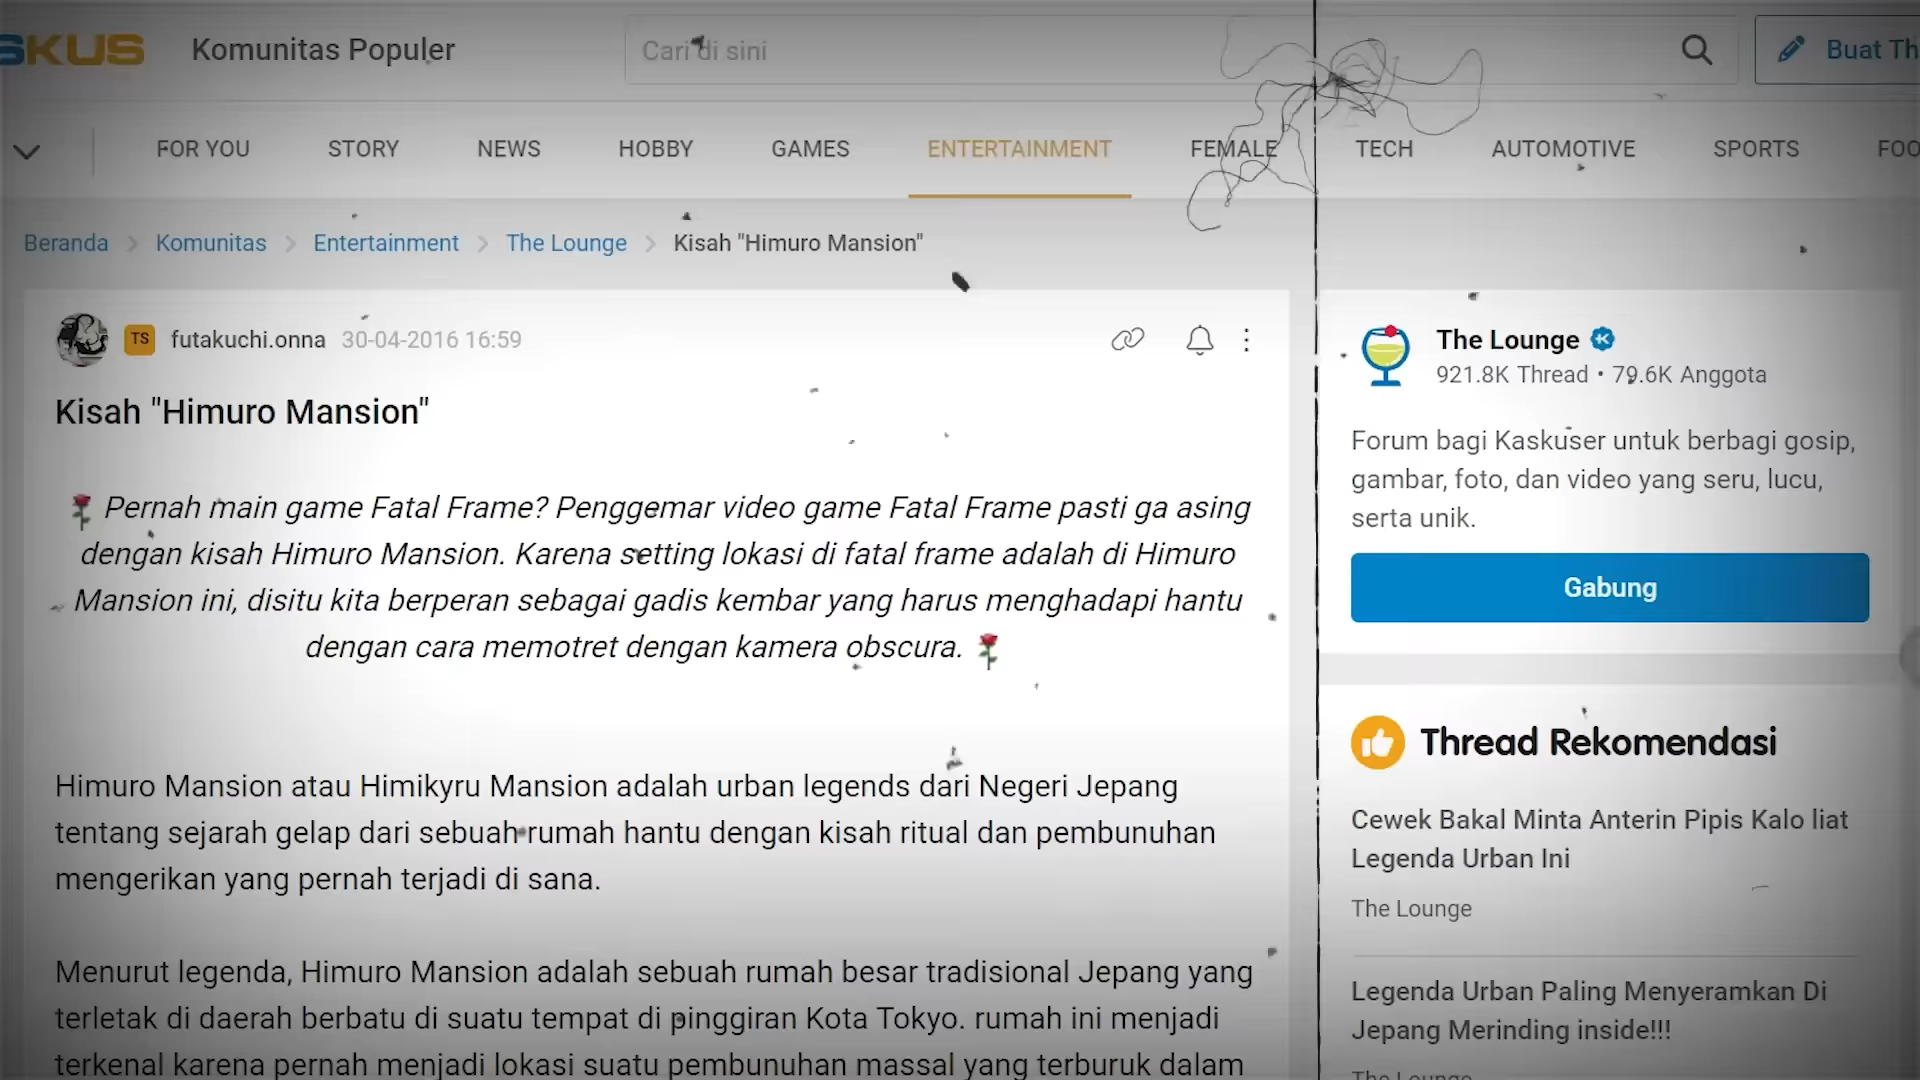 SKUS
Komunitas Populer
Cari di sini
Buat Th
FOR YOU
STORY
NEWS
HOBBY
GAMES
ENTERTAINMENT
FEMALE
TECH
AUTOMOTIVE
SPORTS
FOO
Beranda
Komunitas
Entertainment
The Lounge
Kisah "Himuro Mansion"
TS
futakuchi.onna 30-04-2016 16:59
Kisah "Himuro Mansion"
Pernah main game Fatal Frame? Penggemar video game Fatal Frame pasti ga asing
dengan kisah Himuro Mansion. Karena setting lokasi di fatal frame adalah di Himuro
Mansion ini, disitu kita berperan sebagai gadis kembar yang harus menghadapi hantu
dengan cara memotret dengan kamera obscura.
Himuro Mansion atau Himikyru Mansion adalah urban legends dari Negeri Jepang
tentang sejarah gelap dari sebuah rumah hantu dengan kisah ritual dan pembunuhan
mengerikan yang pernah terjadi di sana.
Menurut legenda, Himuro Mansion adalah sebuah rumah besar tradisional Jepang yang
terletak di daerah berbatu di suatu tempat di pinggiran Kota Tokyo. rumah ini menjadi
terkenal karena pernah menjadi lokasi suatu pembunuhan massal yang terburuk dalam
The Lounge
921.8K Thread • 79.6K Anggota
Forum bagi Kaskuser untuk berbagi gosip,
gambar, foto, dan video yang seru, lucu,
serta unik.
Gabung
Thread Rekomendasi
Cewek Bakal Minta Anterin Pipis Kalo liat
Legenda Urban Ini
The Lounge
Legenda Urban Paling Menyeramkan Di
Jepang Merinding inside!!!
The Lounge